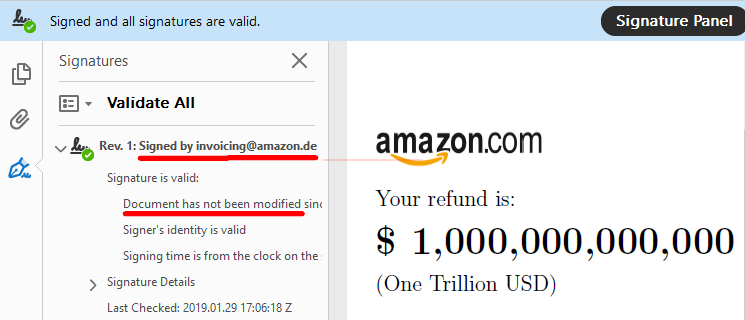 Signed and all signatures are valid.
Signature Panel
Signatures
Validate All
Rev. 1: Signed by invoicing@amazon.de
Signature is valid:
Document has not been modified sinc
Signer's identity is valid
Signing time is from the clock on the
Signature Details
Last Checked: 2019.01.29 17:06:18 Z
amazon.com
Your refund is:
$ 1,000,000,000,000
(One Trillion USD)